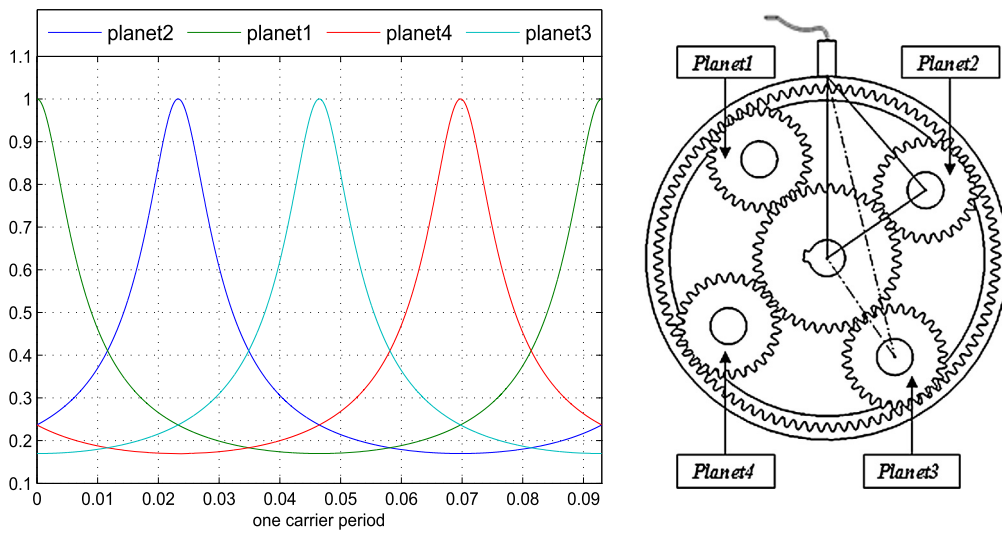 planet2 planet1 planet4 planet3
1.1
1
0.9
0.8
0.7
0.6
0.5
0.4
0.3
0.2
0.1
0 0.01 0.02 0.03 0.04 0.05 0.06 0.07 0.08 0.09
one carrier period
Planet1 Planet2
Planet4 Planet3